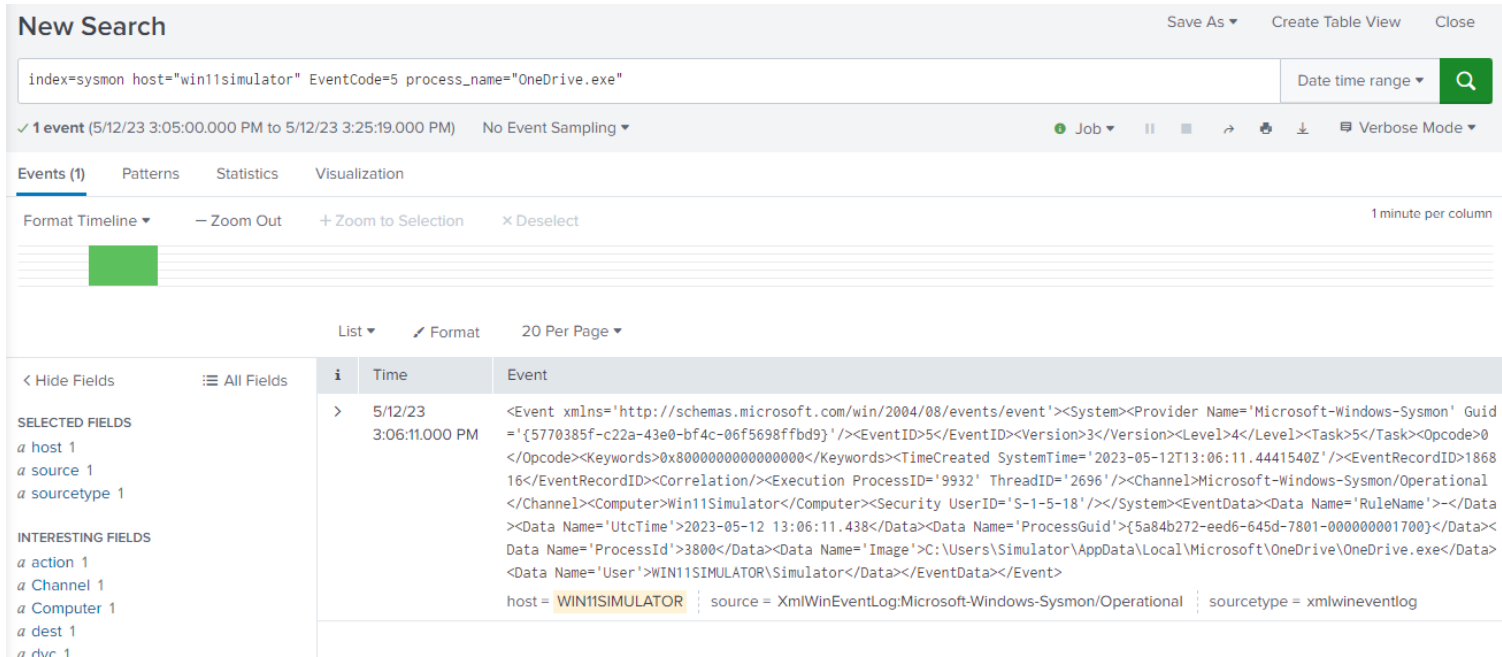 New Search
Save As ▾ Create Table View Close
index=sysmon host="win11simulator" EventCode=5 process_name="OneDrive.exe"
Date time range ▾
✓ 1 event (5/12/23 3:05:00.000 PM to 5/12/23 3:25:19.000 PM) No Event Sampling ▾
Job ▾ Verbose Mode ▾
Events (1) Patterns Statistics Visualization
Format Timeline ▾ — Zoom Out + Zoom to Selection × Deselect
1 minute per column
List ▾ Format 20 Per Page ▾
< Hide Fields All Fields
i Time Event
SELECTED FIELDS
a host 1
a source 1
a sourcetype 1
INTERESTING FIELDS
a action 1
a Channel 1
a Computer 1
a dest 1
a dvc 1
> 5/12/23
3:06:11.000 PM
<Event xmlns='http://schemas.microsoft.com/win/2004/08/events/event'><System><Provider Name='Microsoft-Windows-Sysmon' Guid
='{5770385f-c22a-43e0-bf4c-06f5698ffbd9}'/><EventID>5</EventID><Version>3</Version><Level>4</Level><Task>5</Task><Opcode>0
</Opcode><Keywords>0x8000000000000000</Keywords><TimeCreated SystemTime='2023-05-12T13:06:11.4441540Z'/><EventRecordID>1868
16</EventRecordID><Correlation/><Execution ProcessID='9932' ThreadID='2696'/><Channel>Microsoft-Windows-Sysmon/Operational
</Channel><Computer>Win11Simulator</Computer><Security UserID='S-1-5-18'/></System><EventData><Data Name='RuleName'>-</Data
><Data Name='UtcTime'>2023-05-12 13:06:11.438</Data><Data Name='ProcessGuid'>{5a84b272-eed6-645d-7801-000000001700}</Data><
Data Name='ProcessId'>3800</Data><Data Name='Image'>C:\Users\Simulator\AppData\Local\Microsoft\OneDrive\OneDrive.exe</Data>
<Data Name='User'>WIN11SIMULATOR\Simulator</Data></EventData></Event>
host = WIN11SIMULATOR source = XmlWinEventLog:Microsoft-Windows-Sysmon/Operational sourcetype = xmlwineventlog